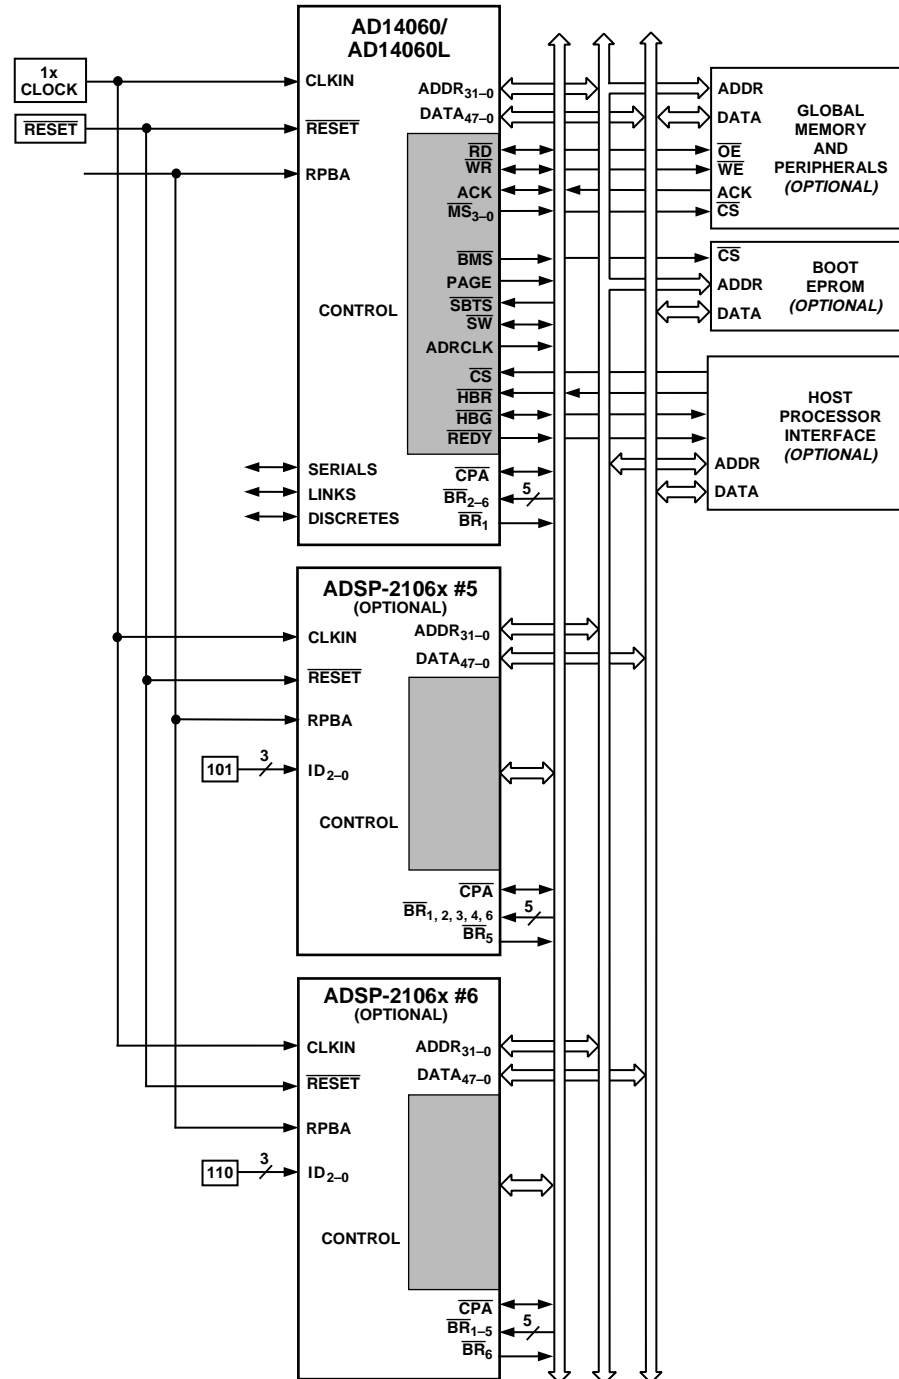 AD14060/
AD14060L
1x
CLOCK
RESET
CLKIN
RESET
RPBA
CONTROL
SERIALS
LINKS
DISCRETES
ADDR31–0
DATA47–0
RD
WR
ACK
MS3–0
BMS
PAGE
SBTS
SW
ADRCLK
CS
HBR
HBG
REDY
CPA
BR2–6
5
BR1
ADDR
DATA
OE
WE
ACK
CS
GLOBAL
MEMORY
AND
PERIPHERALS
(OPTIONAL)
CS
ADDR
DATA
BOOT
EPROM
(OPTIONAL)
HOST
PROCESSOR
INTERFACE
(OPTIONAL)
ADDR
DATA
ADSP-2106x #5
(OPTIONAL)
CLKIN
RESET
RPBA
101
3
ID2–0
CONTROL
ADDR31–0
DATA47–0
CPA
BR1, 2, 3, 4, 6
5
BR5
ADSP-2106x #6
(OPTIONAL)
CLKIN
RESET
RPBA
110
3
ID2–0
CONTROL
ADDR31–0
DATA47–0
CPA
BR1–5
5
BR6